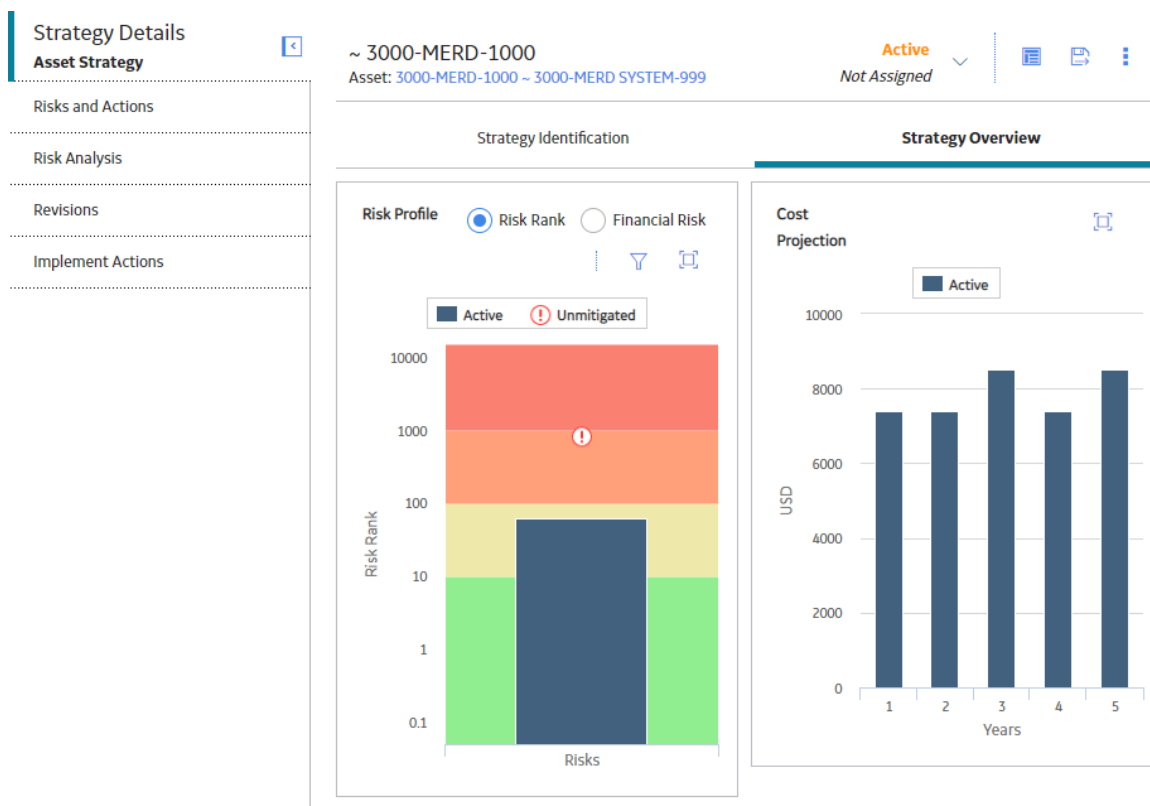 Strategy Details
Asset Strategy
Risks and Actions
Risk Analysis
Revisions
Implement Actions
~ 3000-MERD-1000
Asset: 3000-MERD-1000 ~ 3000-MERD SYSTEM-999
Active
Not Assigned
Strategy Identification
Strategy Overview
Risk Profile
Risk Rank
Financial Risk
Active
Unmitigated
10000
1000
100
10
1
0.1
Risk Rank
Risks
Cost
Projection
Active
10000
8000
6000
4000
2000
0
USD
1 2 3 4 5
Years